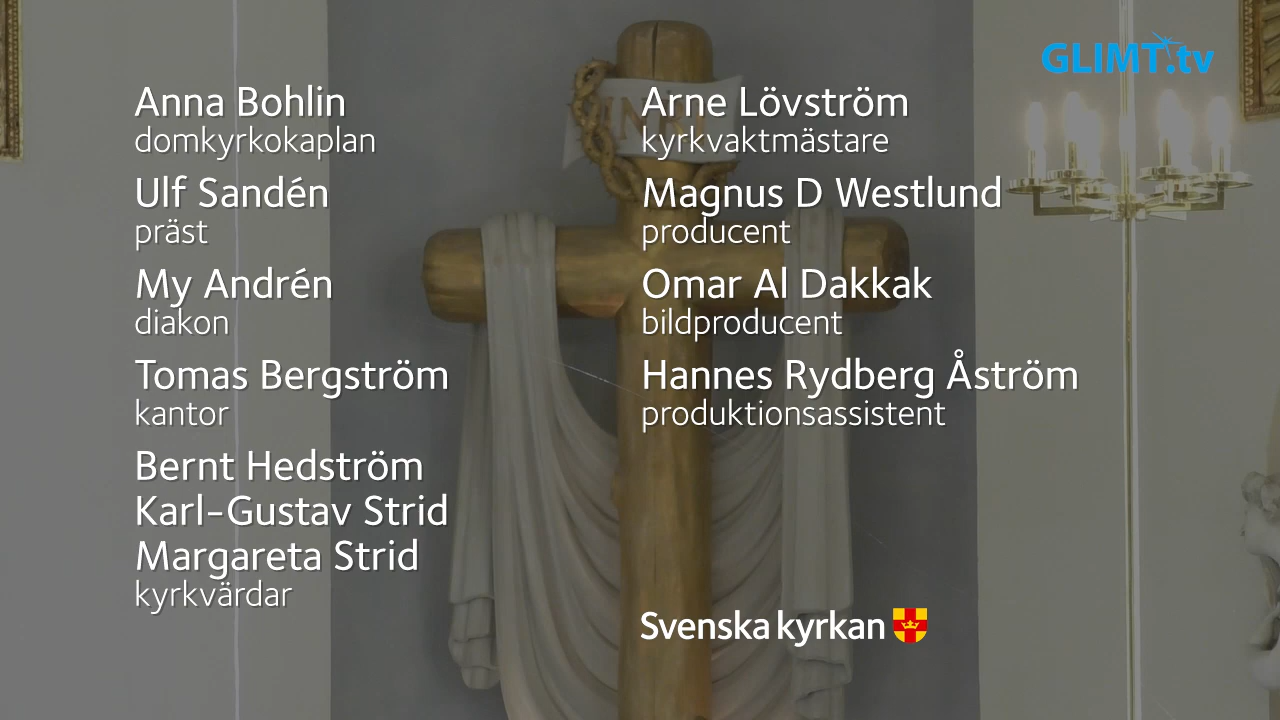 GLIMT.tv
Anna Bohlin
domkyrkokaplan
Ulf Sandén
präst
My Andrén
diakon
Tomas Bergström
kantor
Bernt Hedström
Karl-Gustav Strid
Margareta Strid
kyrkvärdar
Arne Lövström
kyrkvaktmästare
Magnus D Westlund
producent
Omar Al Dakkak
bildproducent
Hannes Rydberg Åström
produktionsassistent
Svenska kyrkan